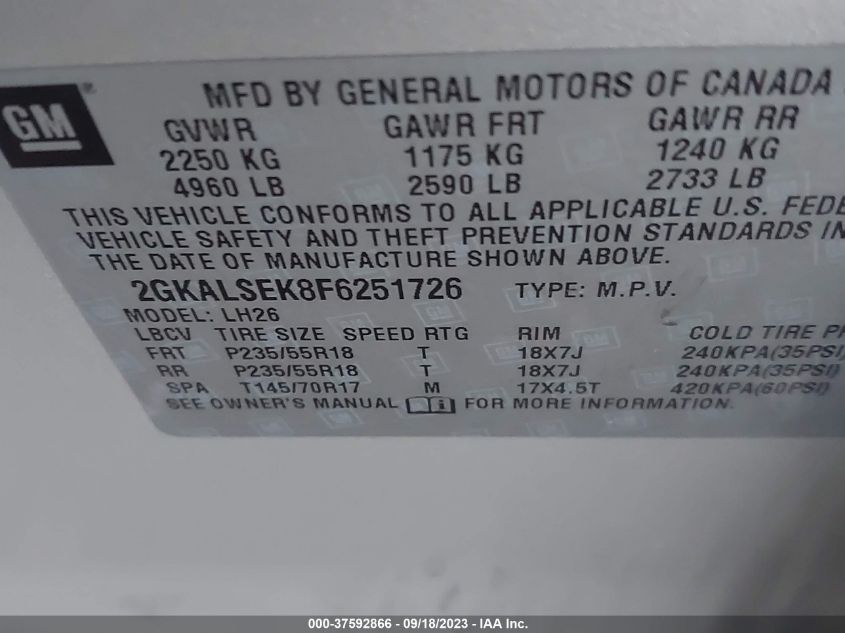 GM®
MFD BY GENERAL MOTORS OF CANADA
GVWR GAWR FRT GAWR RR
2250 KG 1175 KG 1240 KG
4960 LB 2590 LB 2733 LB
THIS VEHICLE CONFORMS TO ALL APPLICABLE U.S. FEDE
VEHICLE SAFETY AND THEFT PREVENTION STANDARDS IN
THE DATE OF MANUFACTURE SHOWN ABOVE.
2GKALSEK8F6251726 TYPE: M.P.V.
MODEL: LH26
LBCV TIRE SIZE SPEED RTG RIM COLD TIRE PR
FRT P235/55R18 T 18X7J 240KPA(35PSI)
RR P235/55R18 T 18X7J 240KPA(35PSI)
SPA T145/70R17 M 17X4.5T 420KPA(60PSI)
SEE OWNER'S MANUAL i FOR MORE INFORMATION.
000-37592866 - 09/18/2023 - IAA Inc.